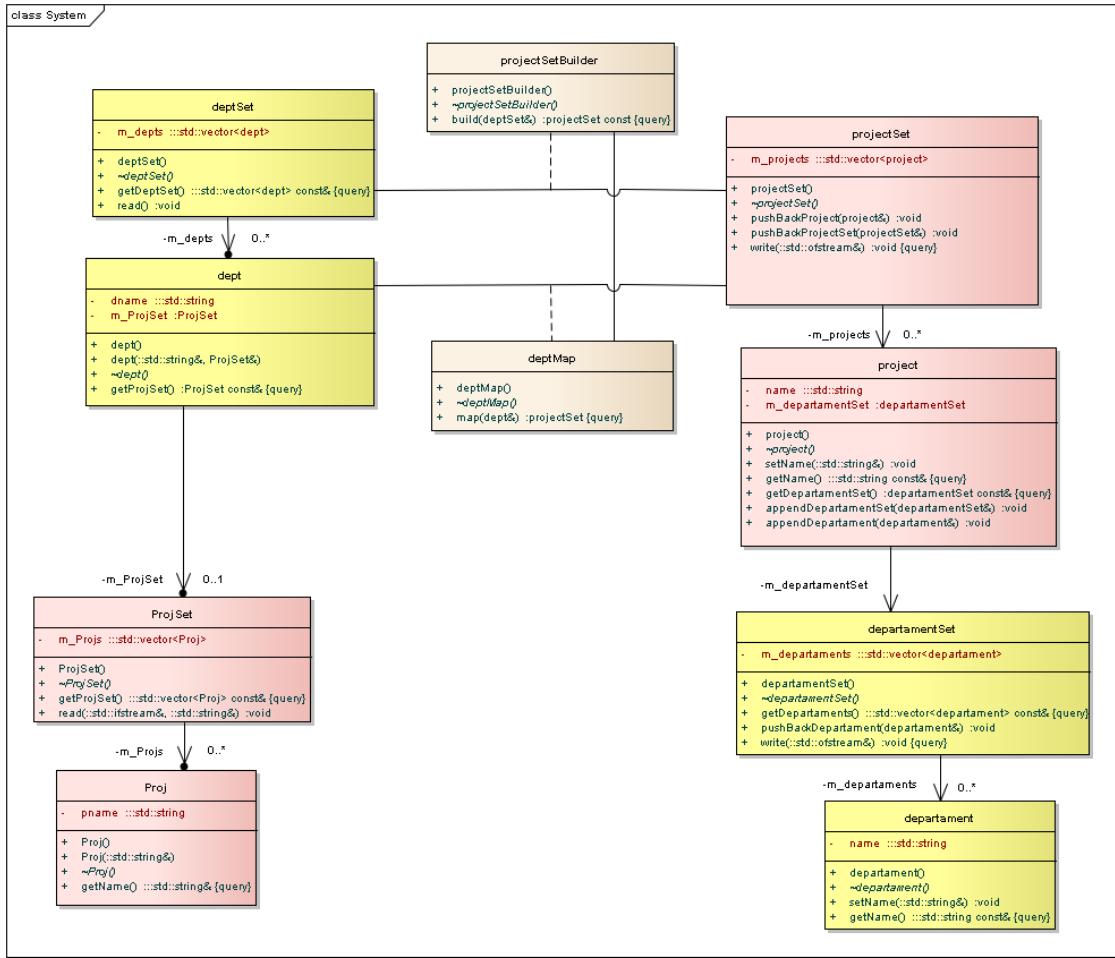 class System
projectSetBuilder
+ projectSetBuilder()
+ ~projectSetBuilder()
+ build(deptSet&) :projectSet const {query}
deptSet
- m_depts :::std::vector<dept>
+ deptSet()
+ ~deptSet()
+ getDeptSet() :::std::vector<dept> const& {query}
+ read() :void
projectSet
- m_projects :::std::vector<project>
+ projectSet()
+ ~projectSet()
+ pushBackProject(project&) :void
+ pushBackProjectSet(projectSet&) :void
+ write(::std::ofstream&) :void {query}
-m_depts 0..*
dept
- dname :::std::string
- m_ProjSet :ProjSet
+ dept()
+ dept(::std::string&, ProjSet&)
+ ~dept()
+ getProjSet() :ProjSet const& {query}
-m_projects 0..*
deptMap
+ deptMap()
+ ~deptMap()
+ map(dept&) :projectSet {query}
project
- name :::std::string
- m_departamentSet :departamentSet
+ project()
+ ~project()
+ setName(::std::string&) :void
+ getName() :::std::string const& {query}
+ getDepartamentSet() :departamentSet const& {query}
+ appendDepartamentSet(departamentSet&) :void
+ appendDepartament(departament&) :void
-m_ProjSet 0..1
-m_departamentSet
ProjSet
- m_Projs :::std::vector<Proj>
+ ProjSet()
+ ~ProjSet()
+ getProjSet() :::std::vector<Proj> const& {query}
+ read(::std::ifstream&, ::std::string&) :void
departamentSet
- m_departaments :::std::vector<departament>
+ departamentSet()
+ ~departamentSet()
+ getDepartaments() :::std::vector<departament> const& {query}
+ pushBackDepartament(departament&) :void
+ write(::std::ofstream&) :void {query}
-m_Projs 0..*
Proj
- pname :::std::string
+ Proj()
+ Proj(::std::string&)
+ ~Proj()
+ getName() :::std::string& {query}
-m_departaments 0..*
departament
- name :::std::string
+ departament()
+ ~departament()
+ setName(::std::string&) :void
+ getName() :::std::string const& {query}